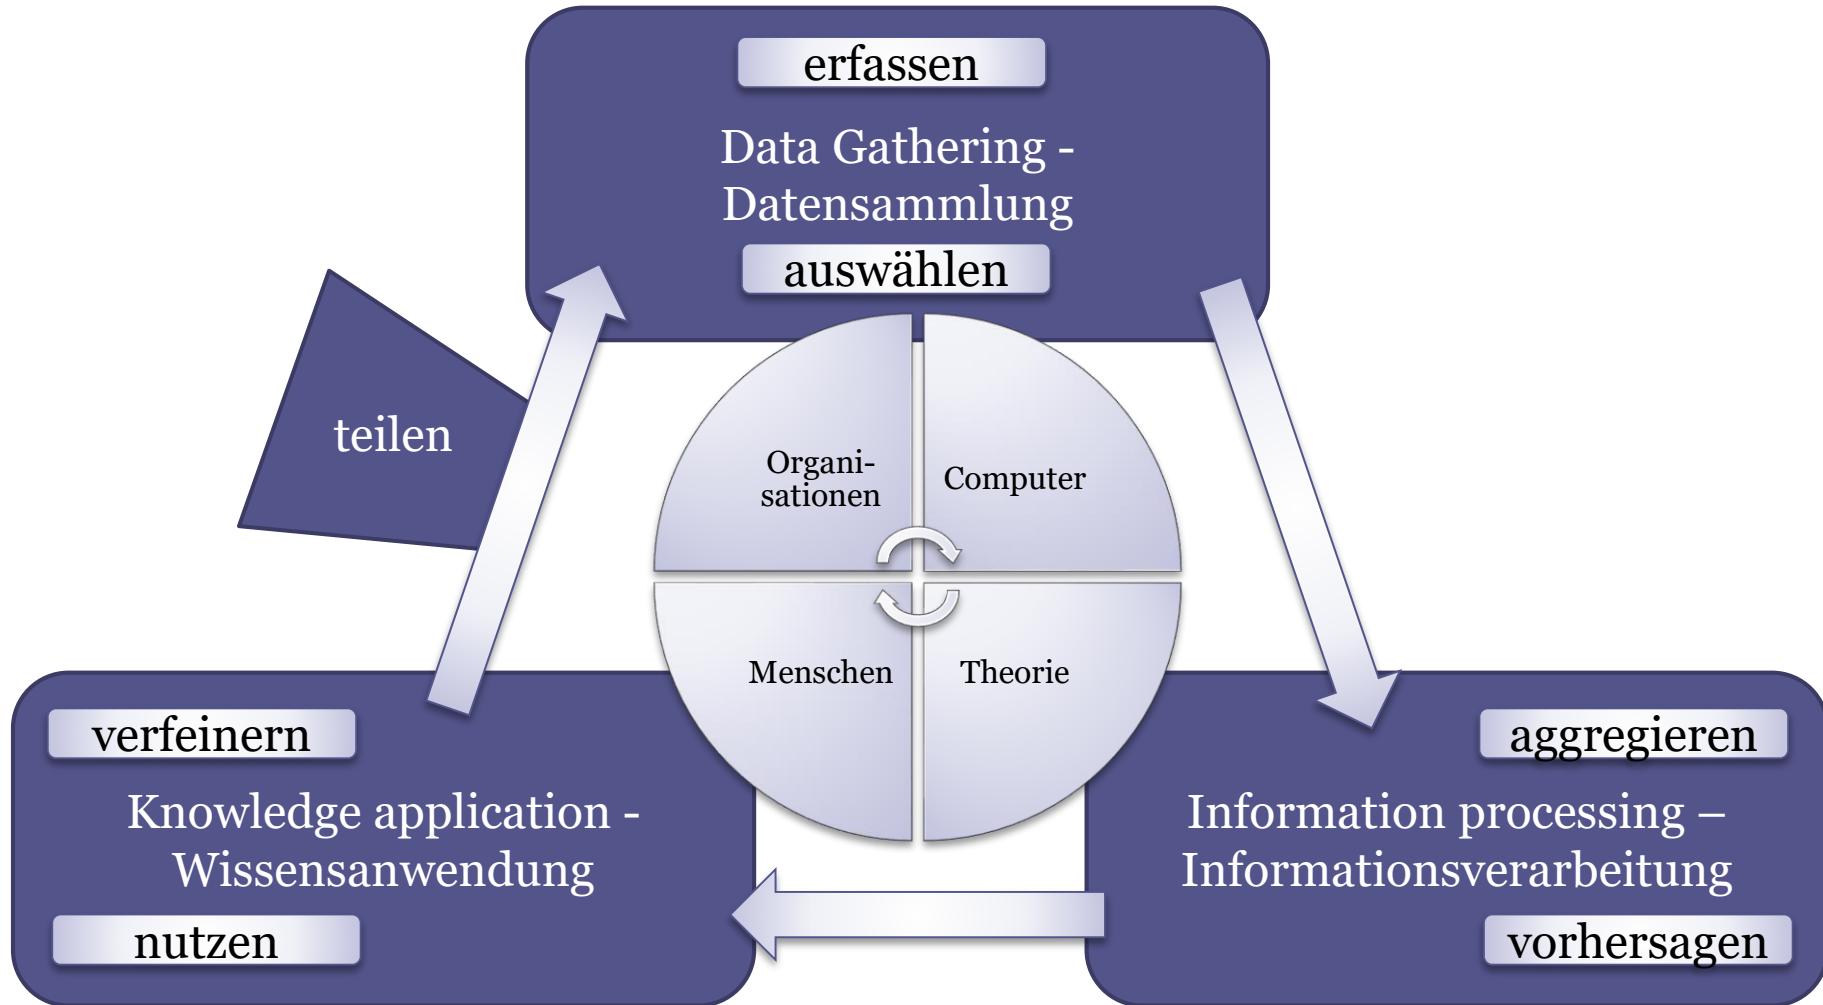 erfassen
Data Gathering -
Datensammlung
auswählen
teilen
Organi-
sationen
Computer
Menschen
Theorie
verfeinern
Knowledge application -
Wissensanwendung
nutzen
aggregieren
Information processing –
Informationsverarbeitung
vorhersagen